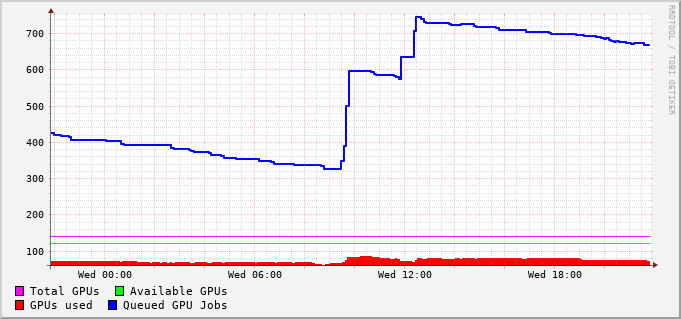 RRDTOOL / TOBI OETIKER
700
600
500
400
300
200
100
Wed 00:00 Wed 06:00 Wed 12:00 Wed 18:00
Total GPUs Available GPUs
GPUs used Queued GPU Jobs